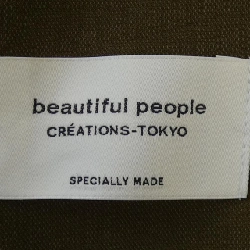 beautiful people
CRÉATIONS-TOKYO
SPECIALLY MADE